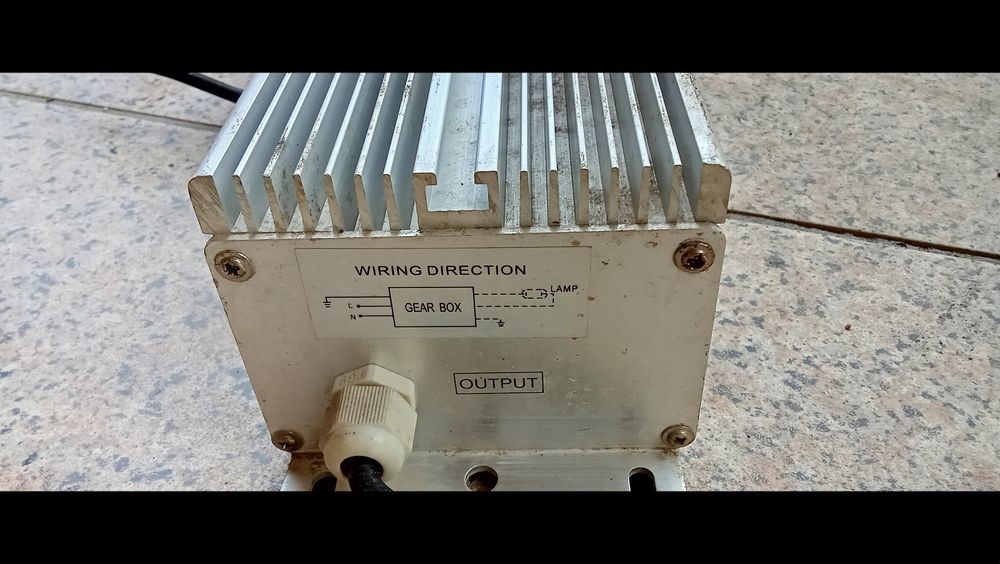 WIRING DIRECTION
LAMP
L
GEAR BOX
N
OUTPUT